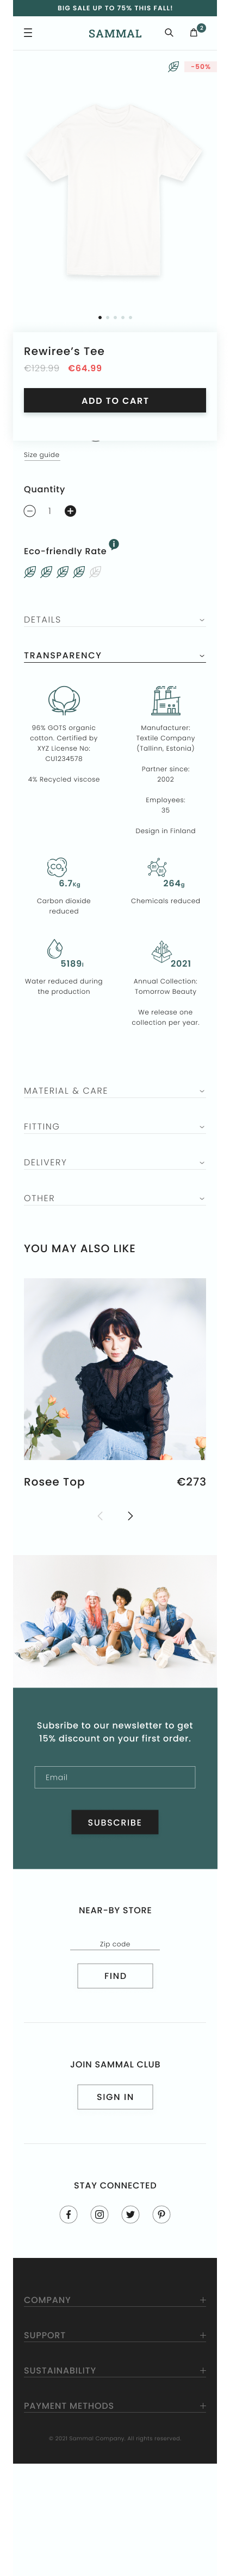 BIG SALE UP TO 75% THIS FALL!
SAMMAL
2
-50%
Rewiree’s Tee
€129.99 €64.99
ADD TO CART
Size guide
Quantity
1
Eco-friendly Rate
i
DETAILS
TRANSPARENCY
96% GOTS organic
cotton. Certified by
XYZ License No:
CU1234578
4% Recycled viscose
Manufacturer:
Textile Company
(Tallinn, Estonia)
Partner since:
2002
Employees:
35
Design in Finland
CO2
6.7Kg
Carbon dioxide
reduced
264g
Chemicals reduced
5189l
Water reduced during
the production
2021
Annual Collection:
Tomorrow Beauty
We release one
collection per year.
MATERIAL & CARE
FITTING
DELIVERY
OTHER
YOU MAY ALSO LIKE
Rosee Top €273
Subsribe to our newsletter to get
15% discount on your first order.
Email
SUBSCRIBE
NEAR-BY STORE
Zip code
FIND
JOIN SAMMAL CLUB
SIGN IN
STAY CONNECTED
COMPANY
SUPPORT
SUSTAINABILITY
PAYMENT METHODS
© 2021 Sammal Company. All rights reserved.